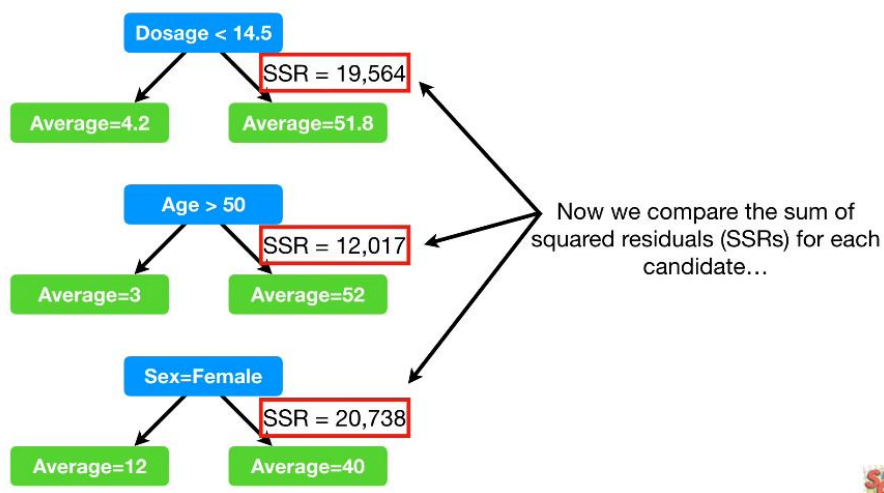 Dosage < 14.5
SSR = 19,564
Average=4.2
Average=51.8
Age > 50
SSR = 12,017
Average=3
Average=52
Sex=Female
SSR = 20,738
Average=12
Average=40
Now we compare the sum of
squared residuals (SSRs) for each
candidate…